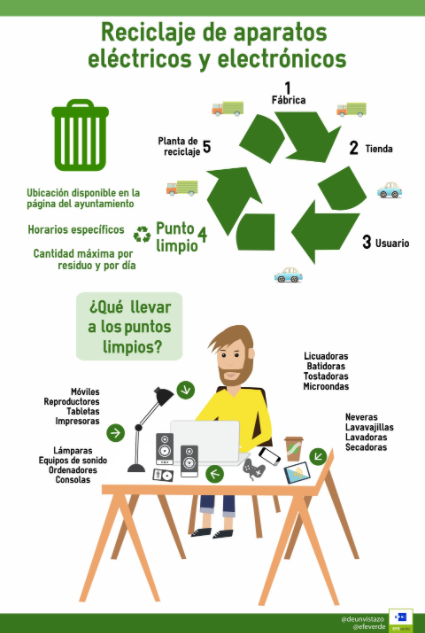 Reciclaje de aparatos
eléctricos y electrónicos
1
Fábrica
2 Tienda
3 Usuario
Punto
limpio 4
Planta de
reciclaje 5
Ubicación disponible en la
página del ayuntamiento
Horarios específicos
Cantidad máxima por
residuo y por día
¿Qué llevar
a los puntos
limpios?
Móviles
Reproductores
Tabletas
Impresoras
Lámparas
Equipos de sonido
Ordenadores
Consolas
Licuadoras
Batidoras
Tostadoras
Microondas
Neveras
Lavavajillas
Lavadoras
Secadoras
@deunvistazo
@efeverde